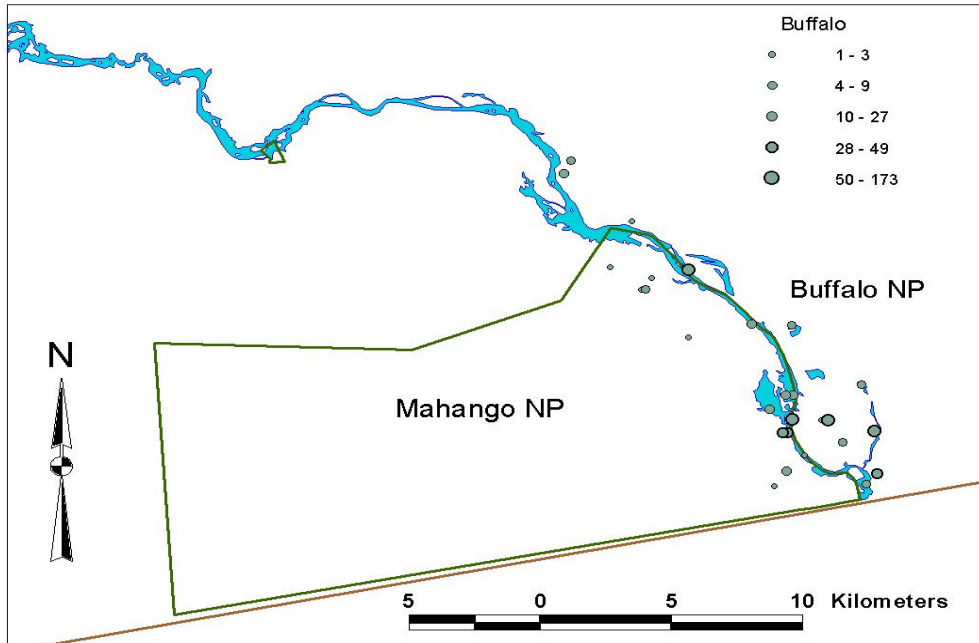 Buffalo
1 - 3
4 - 9
10 - 27
28 - 49
50 - 173
Buffalo NP
N
Mahango NP
5 0 5 10 Kilometers